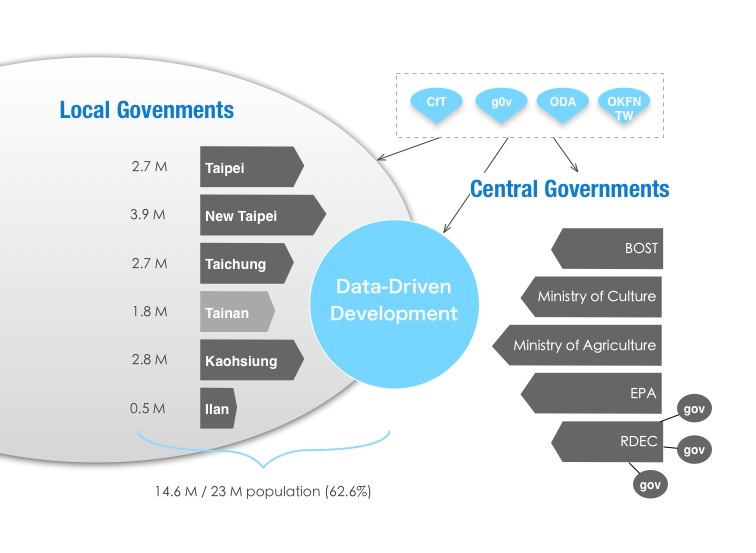 Local Govenments
2.7 M Taipei
3.9 M New Taipei
2.7 M Taichung
1.8 M Tainan
2.8 M Kaohsiung
0.5 M Ilan
14.6 M / 23 M population (62.6%)
Data-Driven
Development
CfT
g0v
ODA
OKFN
TW
Central Governments
BOST
Ministry of Culture
Ministry of Agriculture
EPA
RDEC
gov
gov
gov